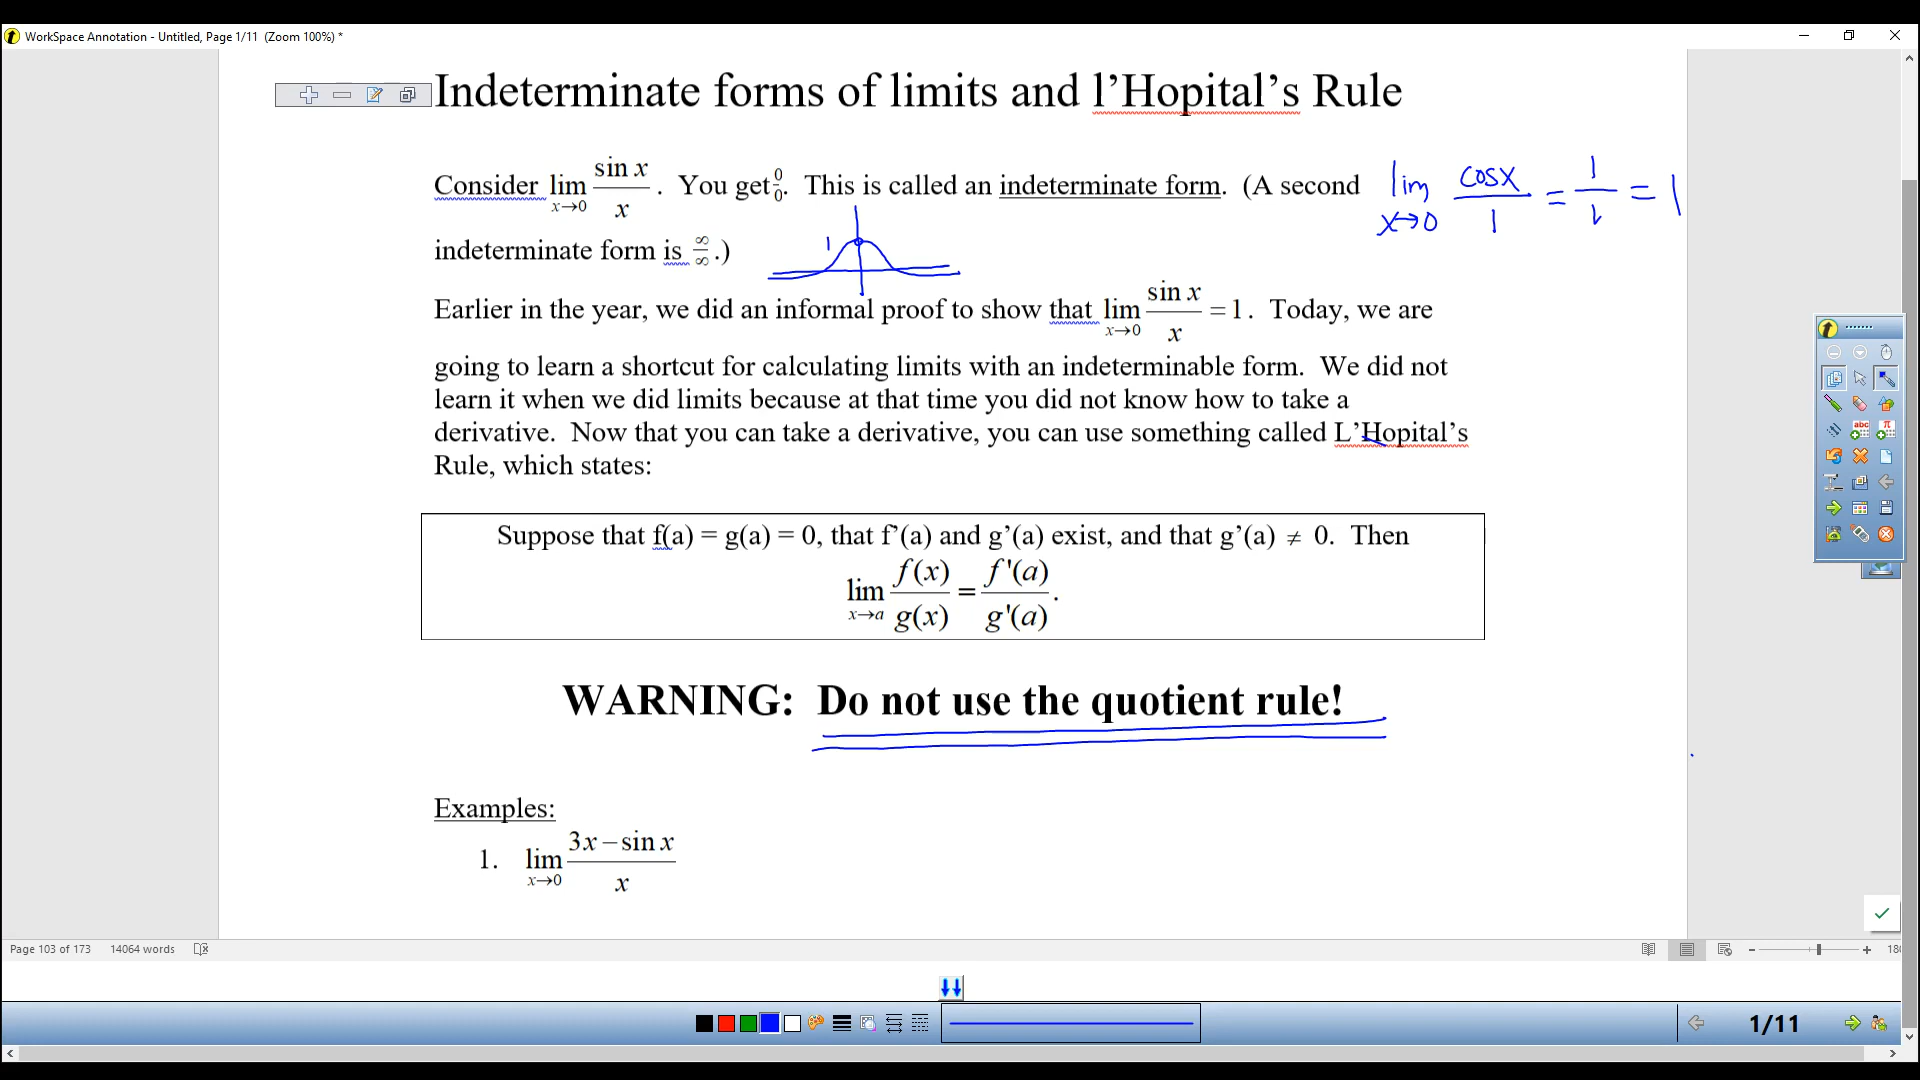 WorkSpace Annotation - Untitled, Page 1/11 (Zoom 100%) *
Indeterminate forms of limits and l’Hopital’s Rule
Consider lim x→0 sin x / x . You get 0/0. This is called an indeterminate form. (A second
lim x→0 cosx / 1 = 1/1 = 1
indeterminate form is ∞/∞.)
1
Earlier in the year, we did an informal proof to show that lim x→0 sin x / x = 1. Today, we are
going to learn a shortcut for calculating limits with an indeterminable form. We did not
learn it when we did limits because at that time you did not know how to take a
derivative. Now that you can take a derivative, you can use something called L’Hopital’s
Rule, which states:
Suppose that f(a) = g(a) = 0, that f’(a) and g’(a) exist, and that g’(a) ≠ 0. Then
lim x→a f(x) / g(x) = f'(a) / g'(a).
WARNING: Do not use the quotient rule!
Examples:
1. lim x→0 3x − sin x / x
Page 103 of 173 14064 words
1/11